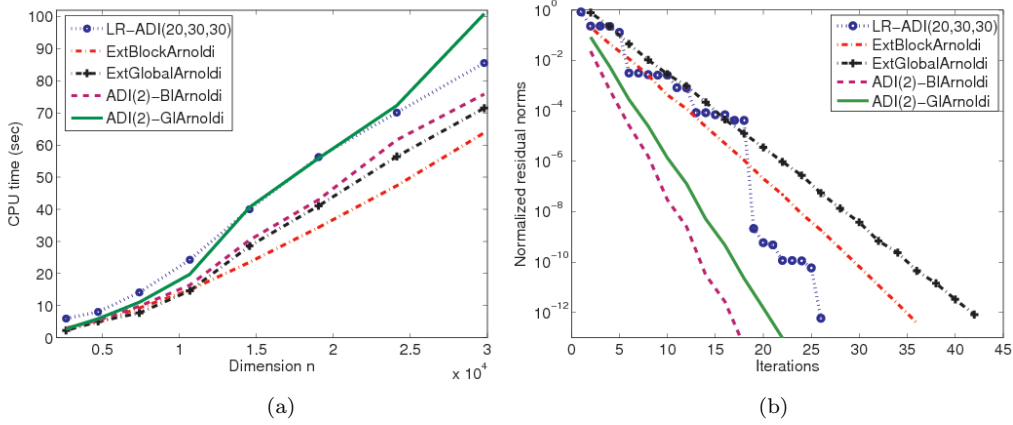 100
90
80
70
60
50
40
30
20
10
0
CPU time (sec)
LR−ADI(20,30,30)
ExtBlockArnoldi
ExtGlobalArnoldi
ADI(2)−BlArnoldi
ADI(2)−GlArnoldi
0.5
1
1.5
2
2.5
3
Dimension n
x 10^4
(a)
10^0
10^−2
10^−4
10^−6
10^−8
10^−10
10^−12
Normalized residual norms
LR−ADI(20,30,30)
ExtBlockArnoldi
ExtGlobalArnoldi
ADI(2)−BlArnoldi
ADI(2)−GlArnoldi
0
5
10
15
20
25
30
35
40
45
Iterations
(b)